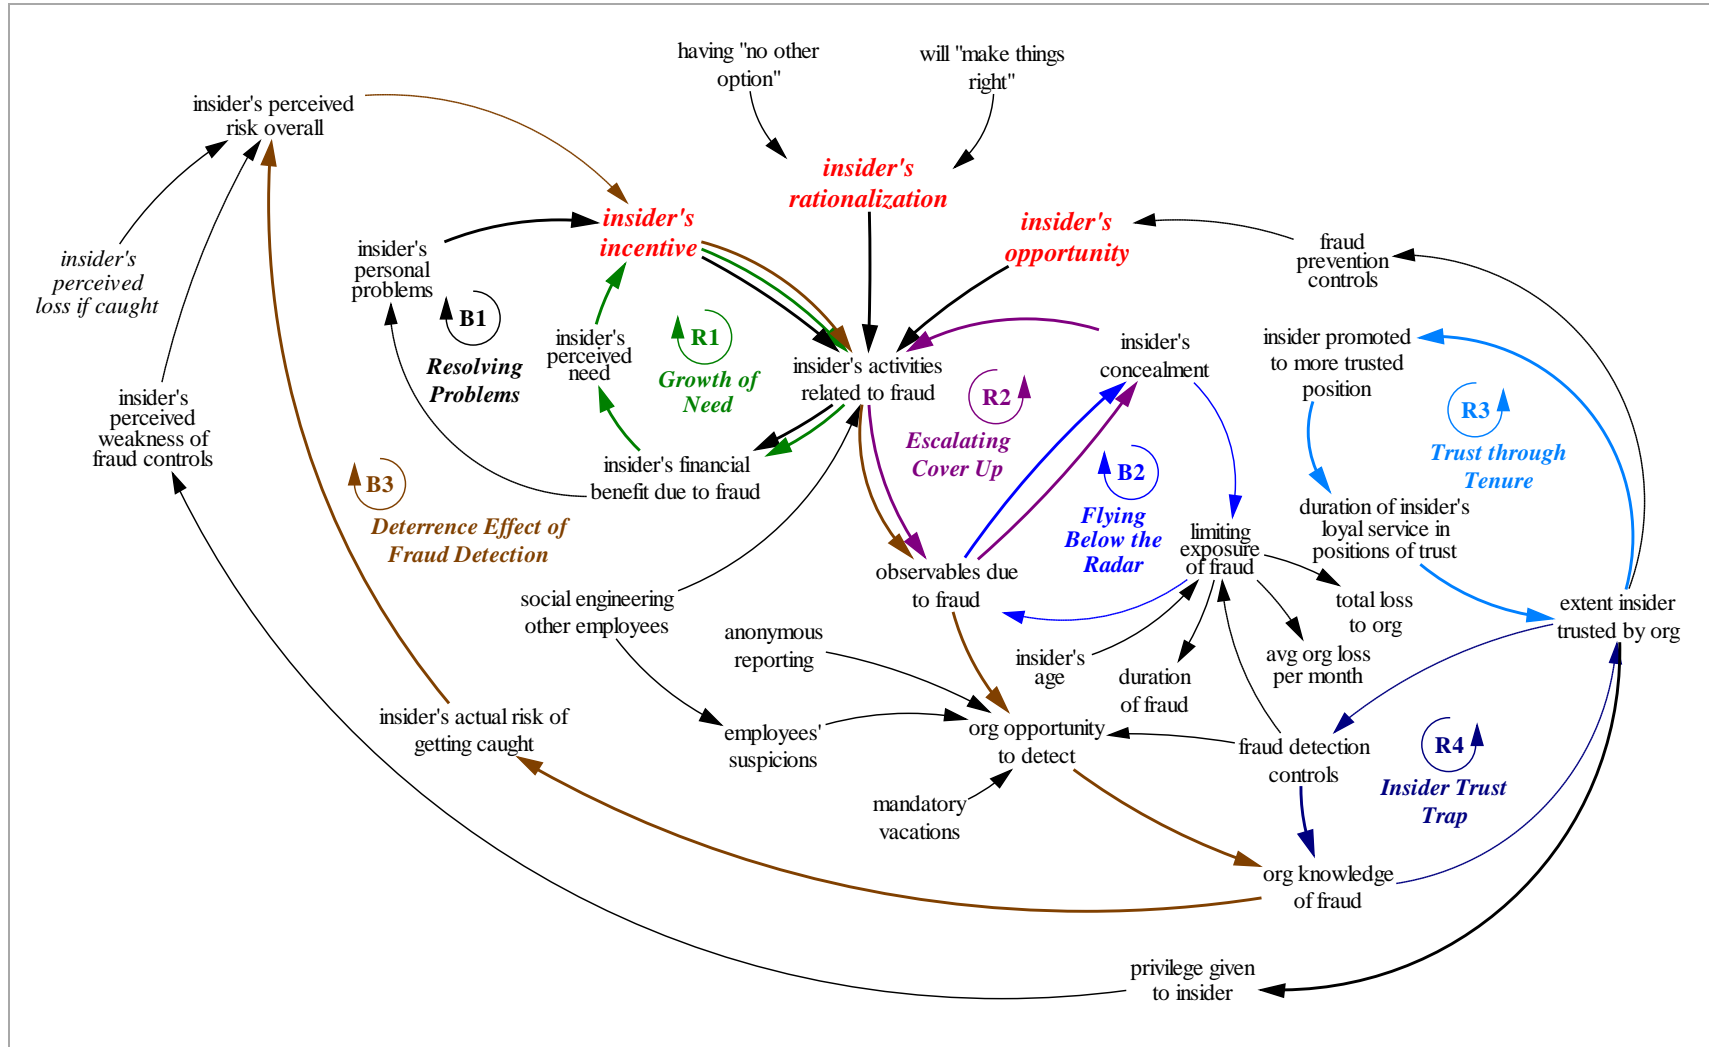 having "no other
option"
will "make things
right"
insider's perceived
risk overall
insider's
rationalization
insider's
incentive
insider's
opportunity
insider's
personal
problems
fraud
prevention
controls
insider's
perceived
loss if caught
B1
Resolving
Problems
insider's
perceived
need
R1
Growth of
Need
insider's activities
related to fraud
insider's
concealment
insider promoted
to more trusted
position
R2
Escalating
Cover Up
R3
Trust through
Tenure
insider's
perceived
weakness of
fraud controls
insider's financial
benefit due to fraud
B3
Deterrence Effect of
Fraud Detection
B2
Flying
Below the
Radar
duration of insider's
loyal service in
positions of trust
limiting
exposure
of fraud
observables due
to fraud
social engineering
other employees
total loss
to org
extent insider
trusted by org
anonymous
reporting
insider's
age
duration
of fraud
avg org loss
per month
insider's actual risk of
getting caught
employees'
suspicions
org opportunity
to detect
fraud detection
controls
R4
Insider Trust
Trap
mandatory
vacations
org knowledge
of fraud
privilege given
to insider